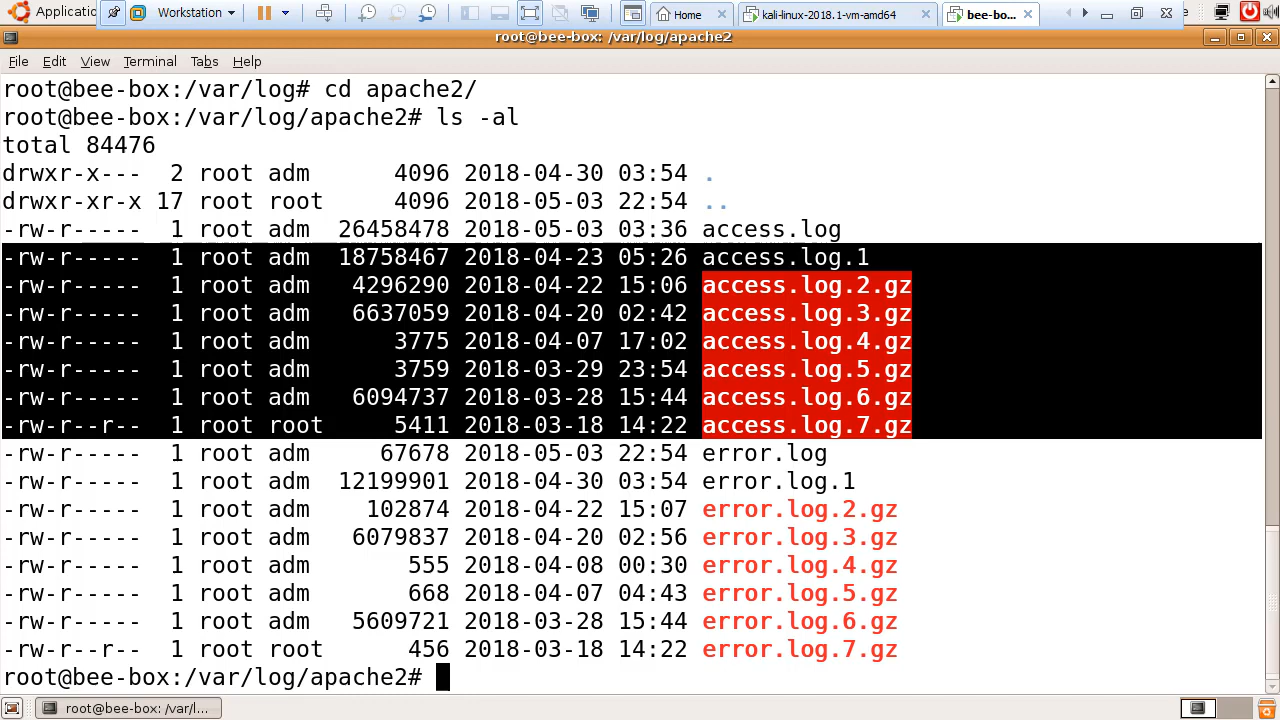 Applications
Workstation
Home
kali-linux-2018.1-vm-amd64
bee-bo...
root@bee-box: /var/log/apache2
File Edit View Terminal Tabs Help
root@bee-box:/var/log# cd apache2/
root@bee-box:/var/log/apache2# ls -al
total 84476
drwxr-x---  2 root adm      4096 2018-04-30 03:54 .
drwxr-xr-x 17 root root     4096 2018-05-03 22:54 ..
-rw-r-----  1 root adm  26458478 2018-05-03 03:36 access.log
-rw-r-----  1 root adm  18758467 2018-04-23 05:26 access.log.1
-rw-r-----  1 root adm   4296290 2018-04-22 15:06 access.log.2.gz
-rw-r-----  1 root adm   6637059 2018-04-20 02:42 access.log.3.gz
-rw-r-----  1 root adm      3775 2018-04-07 17:02 access.log.4.gz
-rw-r-----  1 root adm      3759 2018-03-29 23:54 access.log.5.gz
-rw-r-----  1 root adm   6094737 2018-03-28 15:44 access.log.6.gz
-rw-r--r--  1 root root     5411 2018-03-18 14:22 access.log.7.gz
-rw-r-----  1 root adm     67678 2018-05-03 22:54 error.log
-rw-r-----  1 root adm  12199901 2018-04-30 03:54 error.log.1
-rw-r-----  1 root adm    102874 2018-04-22 15:07 error.log.2.gz
-rw-r-----  1 root adm   6079837 2018-04-20 02:56 error.log.3.gz
-rw-r-----  1 root adm       555 2018-04-08 00:30 error.log.4.gz
-rw-r-----  1 root adm       668 2018-04-07 04:43 error.log.5.gz
-rw-r-----  1 root adm   5609721 2018-03-28 15:44 error.log.6.gz
-rw-r--r--  1 root root      456 2018-03-18 14:22 error.log.7.gz
root@bee-box:/var/log/apache2#
root@bee-box: /var/l...